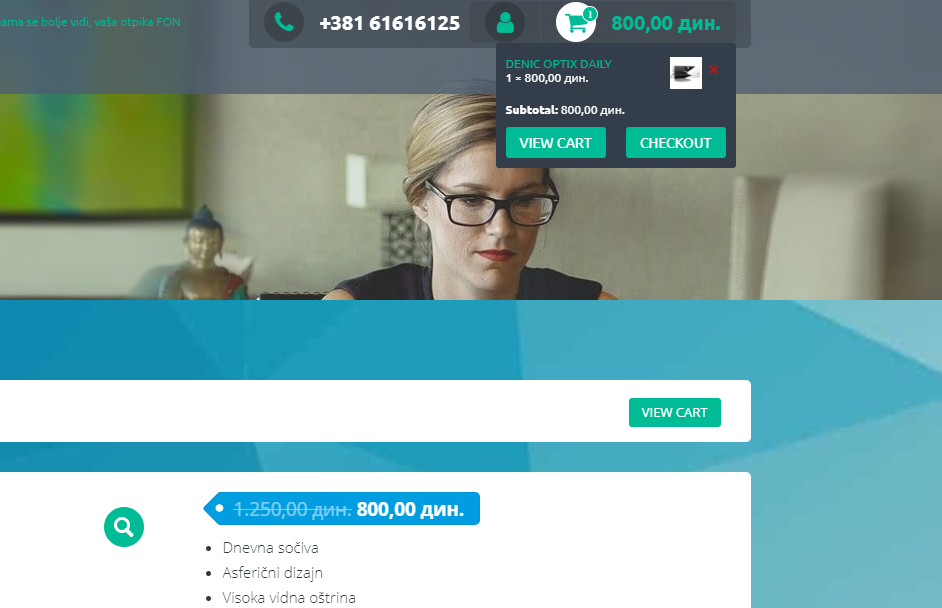 ama se bolje vidi, vaša otpika FON
+381 61616125
1
800,00 дин.
DENIC OPTIX DAILY
1 × 800,00 дин.
×
Subtotal: 800,00 дин.
VIEW CART
CHECKOUT
VIEW CART
1.250,00 дин. 800,00 дин.
• Dnevna sočiva
• Asferični dizajn
• Visoka vidna oštrina